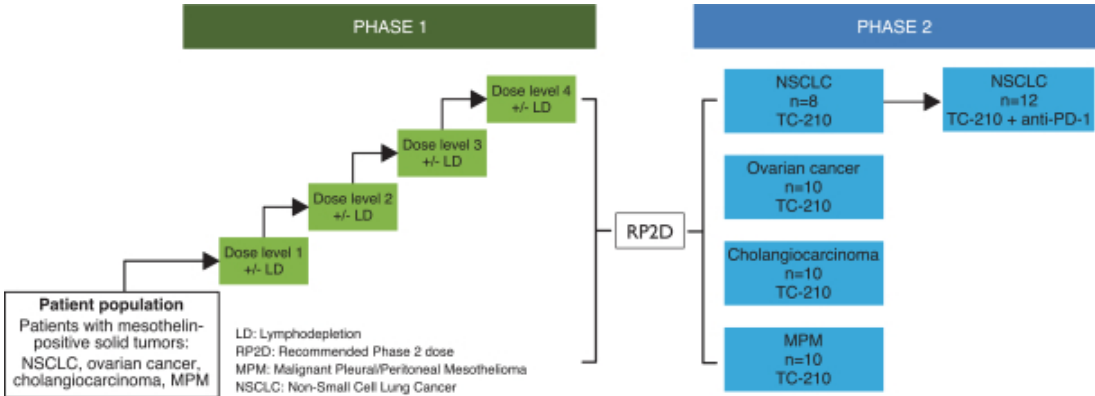 PHASE 1
PHASE 2
Dose level 4
+/- LD
Dose level 3
+/- LD
Dose level 2
+/- LD
Dose level 1
+/- LD
Patient population
Patients with mesothelin-
positive solid tumors:
NSCLC, ovarian cancer,
cholangiocarcinoma, MPM
LD: Lymphodepletion
RP2D: Recommended Phase 2 dose
MPM: Malignant Pleural/Peritoneal Mesothelioma
NSCLC: Non-Small Cell Lung Cancer
RP2D
NSCLC
n=8
TC-210
NSCLC
n=12
TC-210 + anti-PD-1
Ovarian cancer
n=10
TC-210
Cholangiocarcinoma
n=10
TC-210
MPM
n=10
TC-210